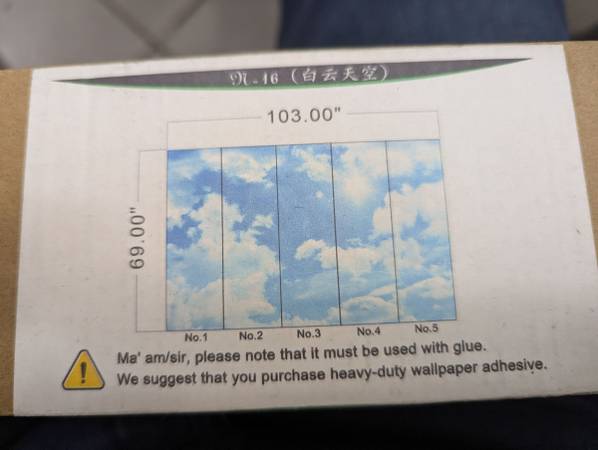 N.16 (白云天空)
103.00"
69.00"
No.1 No.2 No.3 No.4 No.5
Ma' am/sir, please note that it must be used with glue.
We suggest that you purchase heavy-duty wallpaper adhesive.